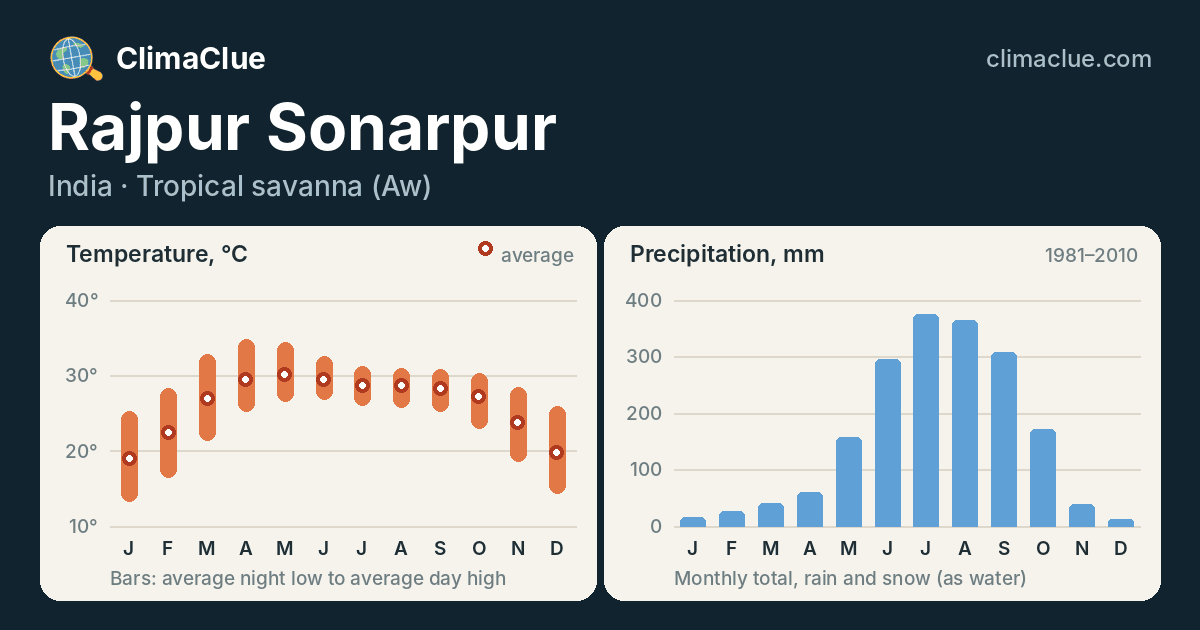 ClimaClue
climaclue.com
Rajpur Sonarpur
India · Tropical savanna (Aw)
Temperature, °C
average
40°
30°
20°
10°
J F M A M J J A S O N D
Bars: average night low to average day high
Precipitation, mm
1981–2010
400
300
200
100
0
J F M A M J J A S O N D
Monthly total, rain and snow (as water)